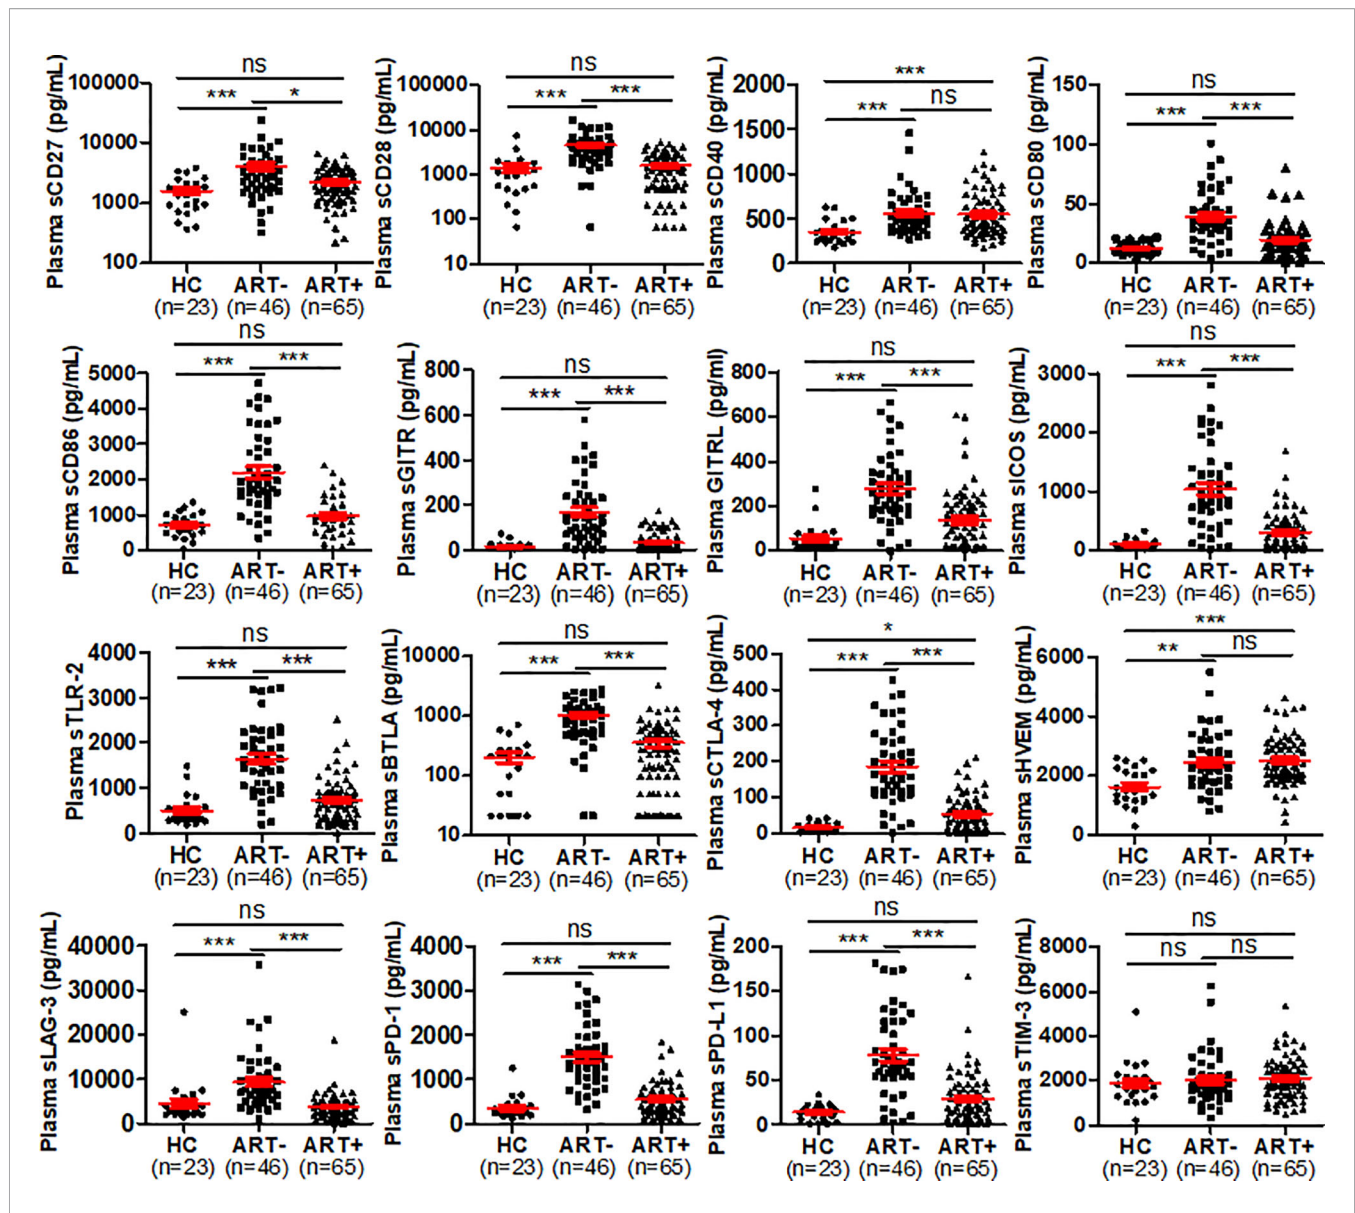 Plasma sCD27 (pg/mL)
ns
*** *
100000
10000
1000
100
HC ART- ART+
(n=23) (n=46) (n=65)
Plasma sCD28 (pg/mL)
ns
*** ***
100000
10000
1000
100
10
HC ART- ART+
(n=23) (n=46) (n=65)
Plasma sCD40 (pg/mL)
***
*** ns
2000
1500
1000
500
0
HC ART- ART+
(n=23) (n=46) (n=65)
Plasma sCD80 (pg/mL)
ns
*** ***
150
100
50
0
HC ART- ART+
(n=23) (n=46) (n=65)
Plasma sCD86 (pg/mL)
ns
*** ***
5000
4000
3000
2000
1000
0
HC ART- ART+
(n=23) (n=46) (n=65)
Plasma sGITR (pg/mL)
ns
*** ***
800
600
400
200
0
HC ART- ART+
(n=23) (n=46) (n=65)
Plasma GITRL (pg/ml)
ns
*** ***
800
600
400
200
0
HC ART- ART+
(n=23) (n=46) (n=65)
Plasma sICOS (pg/mL)
ns
*** ***
3000
2000
1000
0
HC ART- ART+
(n=23) (n=46) (n=65)
Plasma sTLR-2
ns
*** ***
4000
3000
2000
1000
0
HC ART- ART+
(n=23) (n=46) (n=65)
Plasma sBTLA (pg/mL)
ns
*** ***
10000
1000
100
10
HC ART- ART+
(n=23) (n=46) (n=65)
Plasma sCTLA-4 (pg/mL)
*
*** ***
500
400
300
200
100
0
HC ART- ART+
(n=23) (n=46) (n=65)
Plasma sHVEM (pg/mL)
***
** ns
6000
4000
2000
0
HC ART- ART+
(n=23) (n=46) (n=65)
Plasma sLAG-3 (pg/mL)
ns
*** ***
40000
30000
20000
10000
0
HC ART- ART+
(n=23) (n=46) (n=65)
Plasma sPD-1 (pg/mL)
ns
*** ***
4000
3000
2000
1000
0
HC ART- ART+
(n=23) (n=46) (n=65)
Plasma sPD-L1 (pg/mL)
ns
*** ***
200
150
100
50
0
HC ART- ART+
(n=23) (n=46) (n=65)
Plasma sTIM-3 (pg/mL)
ns
ns ns
8000
6000
4000
2000
0
HC ART- ART+
(n=23) (n=46) (n=65)